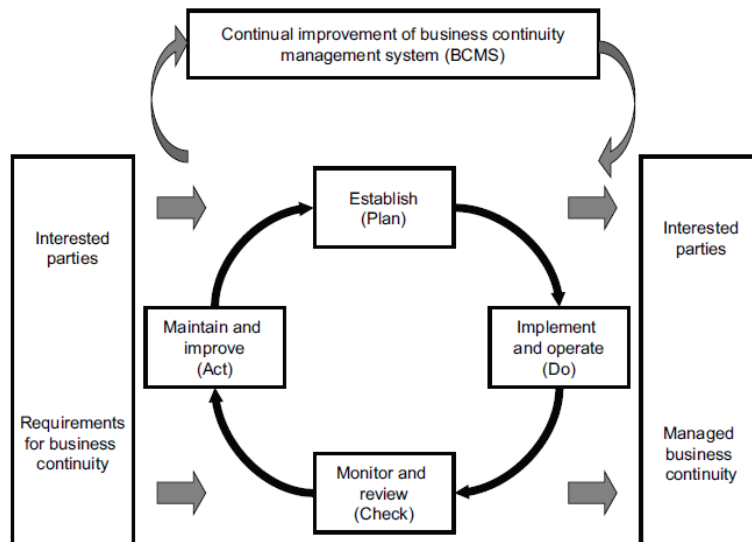 Continual improvement of business continuity
management system (BCMS)
Establish
(Plan)
Interested
parties
Interested
parties
Maintain and
improve
(Act)
Implement
and operate
(Do)
Requirements
for business
continuity
Managed
business
continuity
Monitor and
review
(Check)